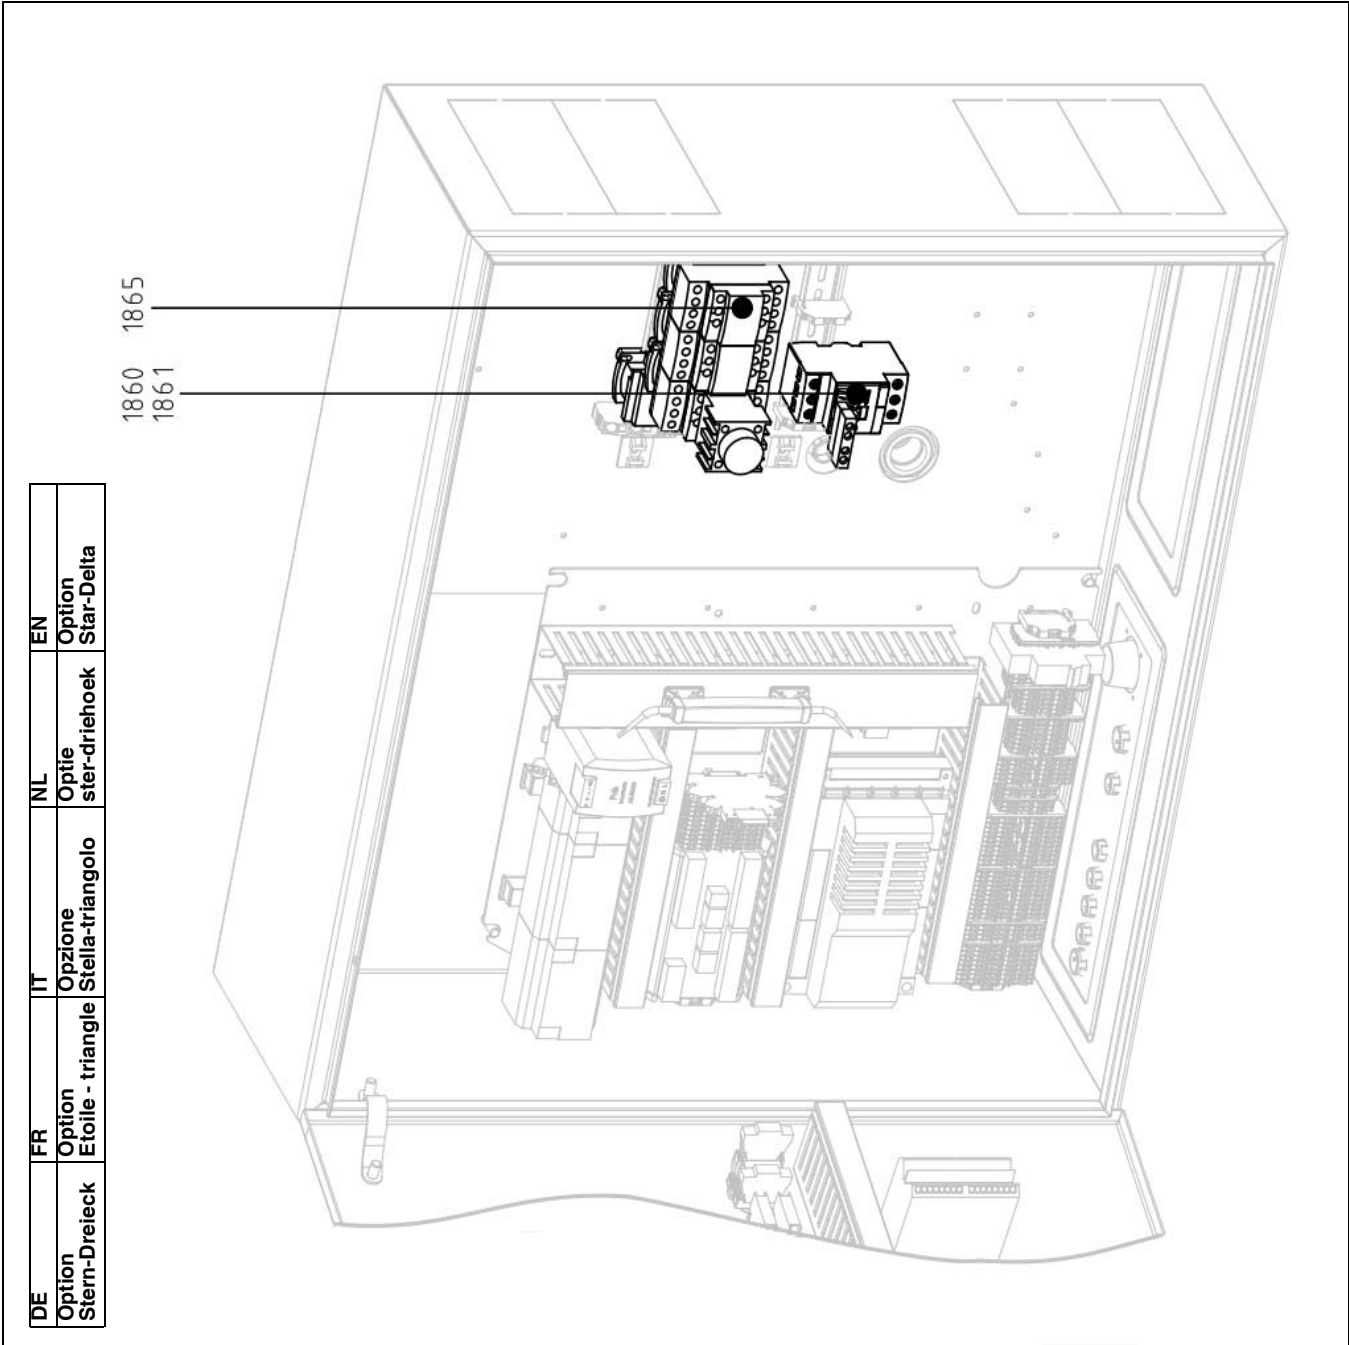 DE FR IT NL EN
Option Option Opzione Optie Option
Stern-Dreieck Etoile - triangle Stella-triangolo ster-driehoek Star-Delta
1860
1861
1865